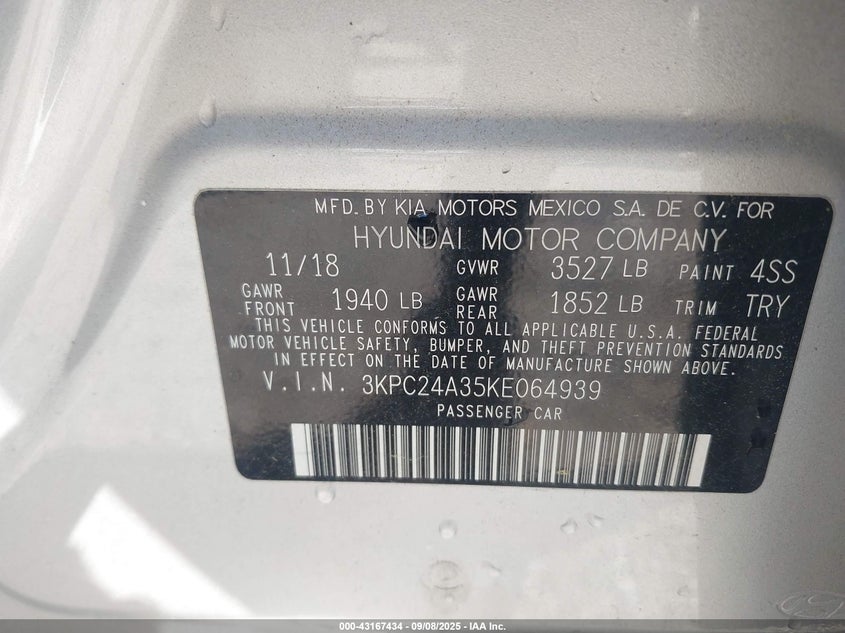 MFD. BY KIA MOTORS MEXICO S.A. DE C.V. FOR
HYUNDAI MOTOR COMPANY
11/18 GVWR 3527 LB PAINT 4SS
GAWR FRONT 1940 LB GAWR REAR 1852 LB TRIM TRY
THIS VEHICLE CONFORMS TO ALL APPLICABLE U.S.A. FEDERAL
MOTOR VEHICLE SAFETY, BUMPER, AND THEFT PREVENTION STANDARDS
IN EFFECT ON THE DATE OF MANUFACTURE SHOWN ABOVE.
V.I.N. 3KPC24A35KE064939
PASSENGER CAR
000-43167434 - 09/08/2025 - IAA Inc.